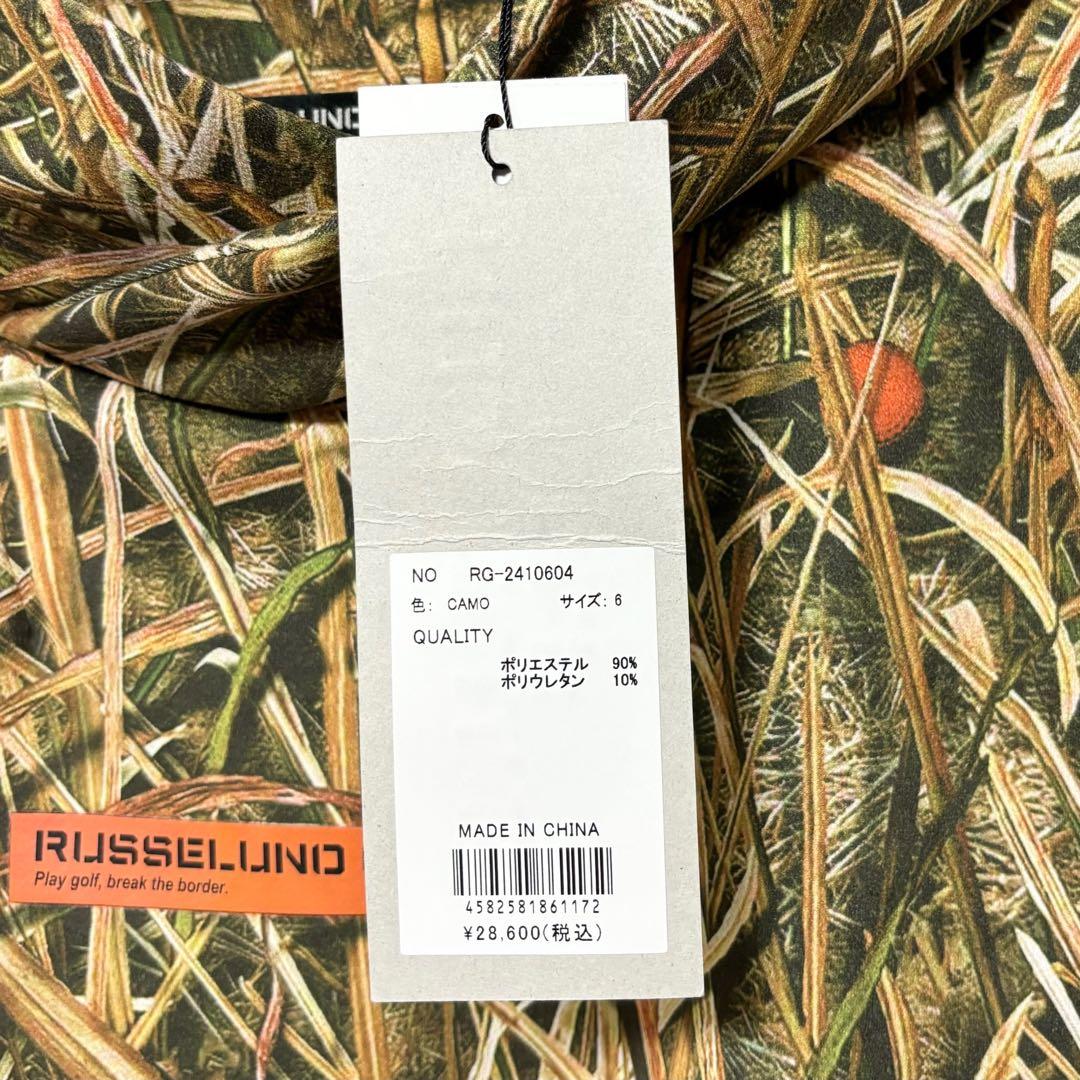 NO RG-2410604
色: CAMO サイズ: 6
QUALITY
ポリエステル 90%
ポリウレタン 10%
MADE IN CHINA
4582581861172
¥28,600(税込)
RUSSELUNO
Play golf, break the border.